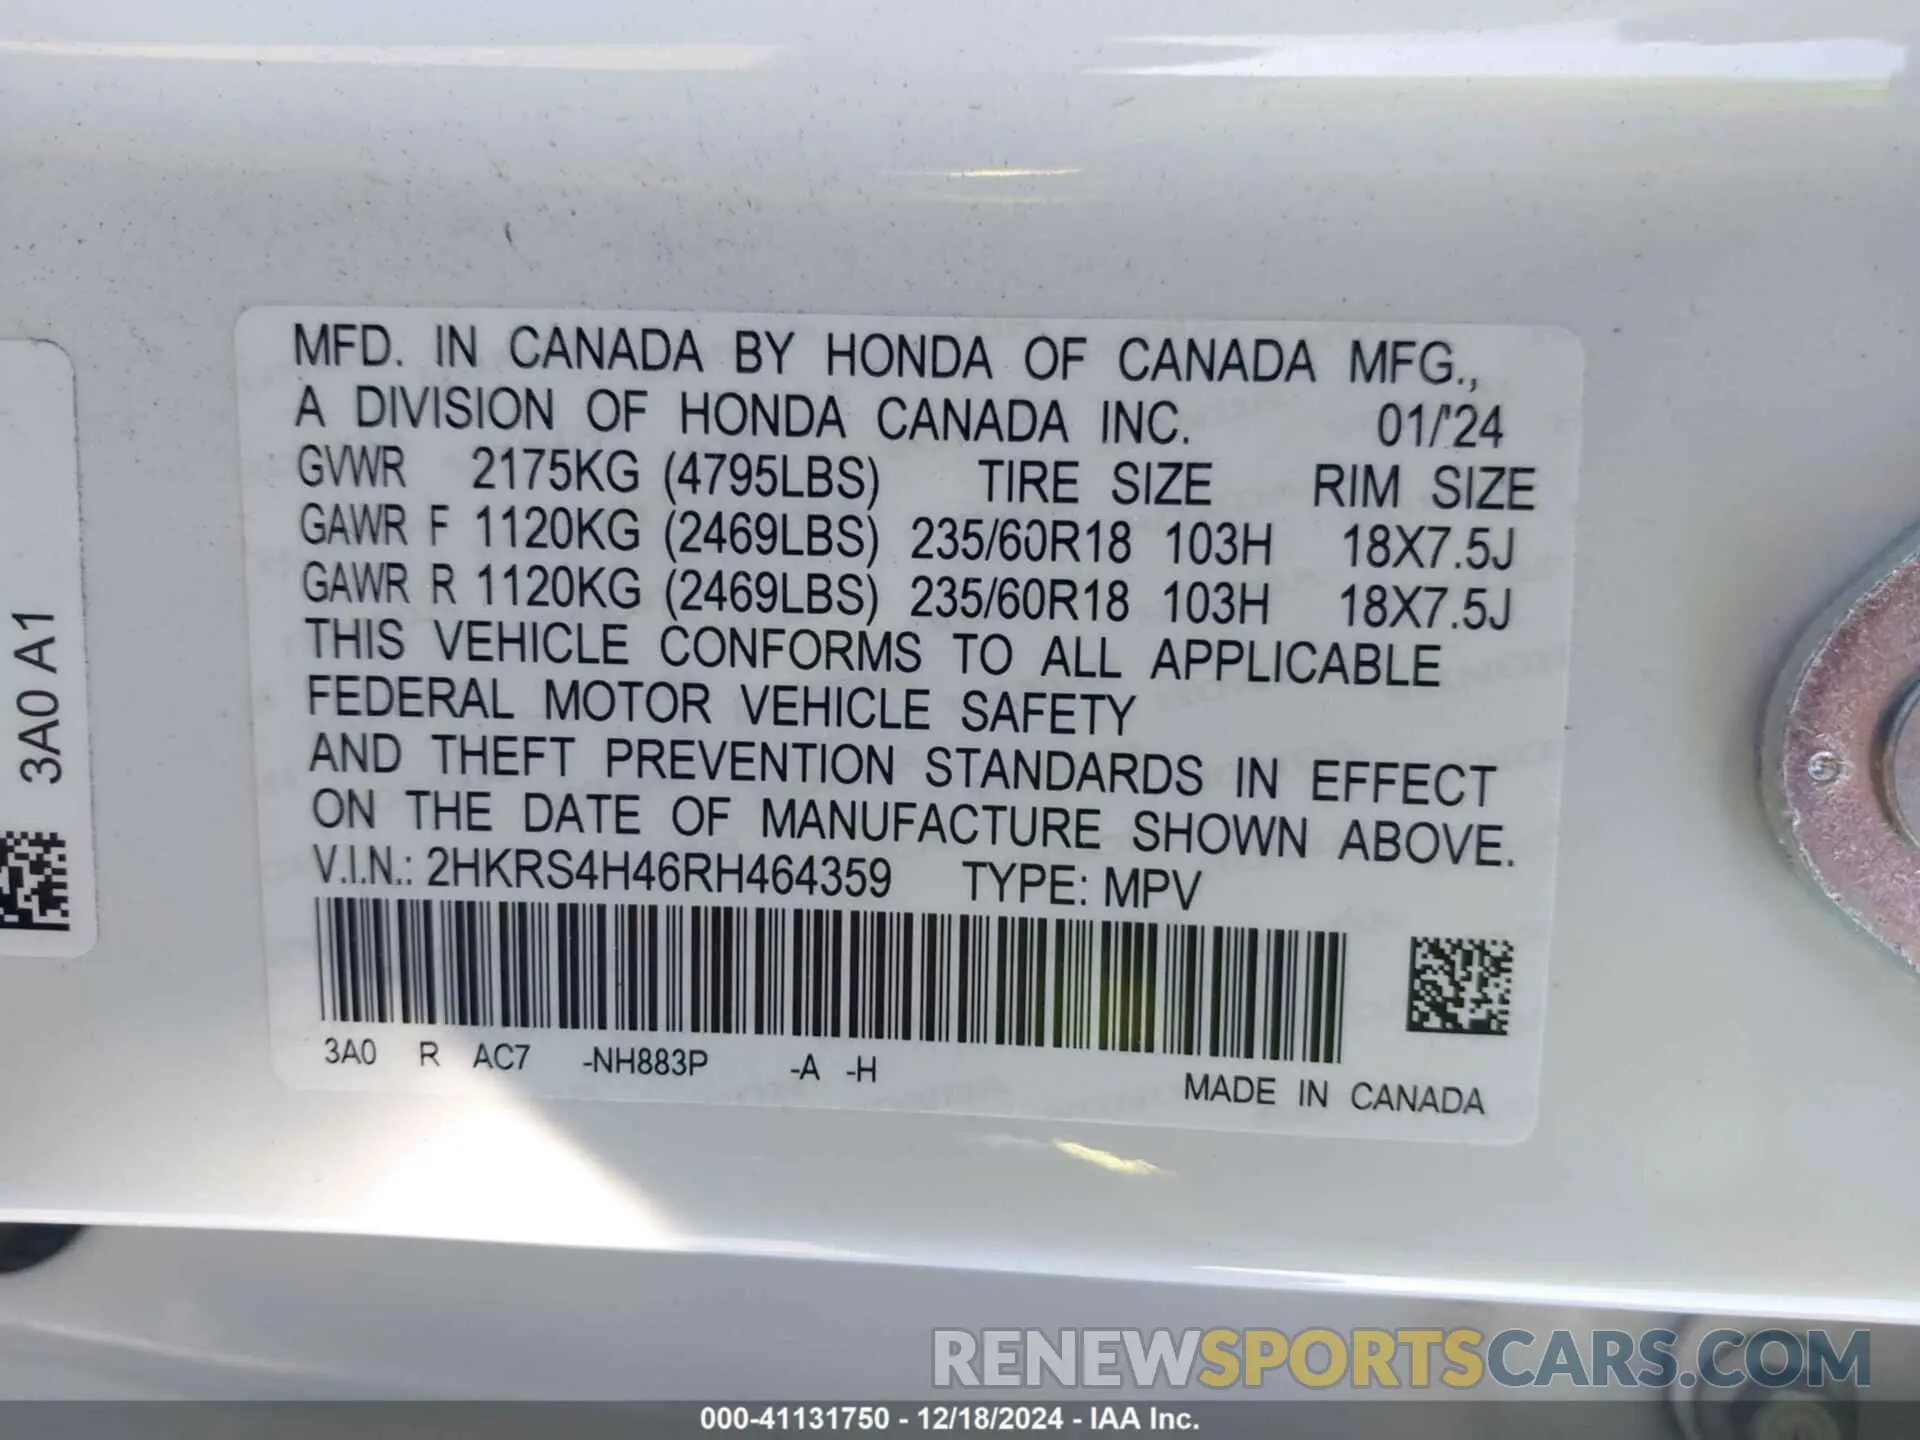 MFD. IN CANADA BY HONDA OF CANADA MFG.,
A DIVISION OF HONDA CANADA INC. 01/'24
GVWR 2175KG (4795LBS) TIRE SIZE RIM SIZE
GAWR F 1120KG (2469LBS) 235/60R18 103H 18X7.5J
GAWR R 1120KG (2469LBS) 235/60R18 103H 18X7.5J
THIS VEHICLE CONFORMS TO ALL APPLICABLE
FEDERAL MOTOR VEHICLE SAFETY
AND THEFT PREVENTION STANDARDS IN EFFECT
ON THE DATE OF MANUFACTURE SHOWN ABOVE.
V.I.N.: 2HKRS4H46RH464359 TYPE: MPV
3A0 R AC7 -NH883P -A -H
MADE IN CANADA
3A0 A1
RENEWSPORTSCARS.COM
000-41131750 - 12/18/2024 - IAA Inc.